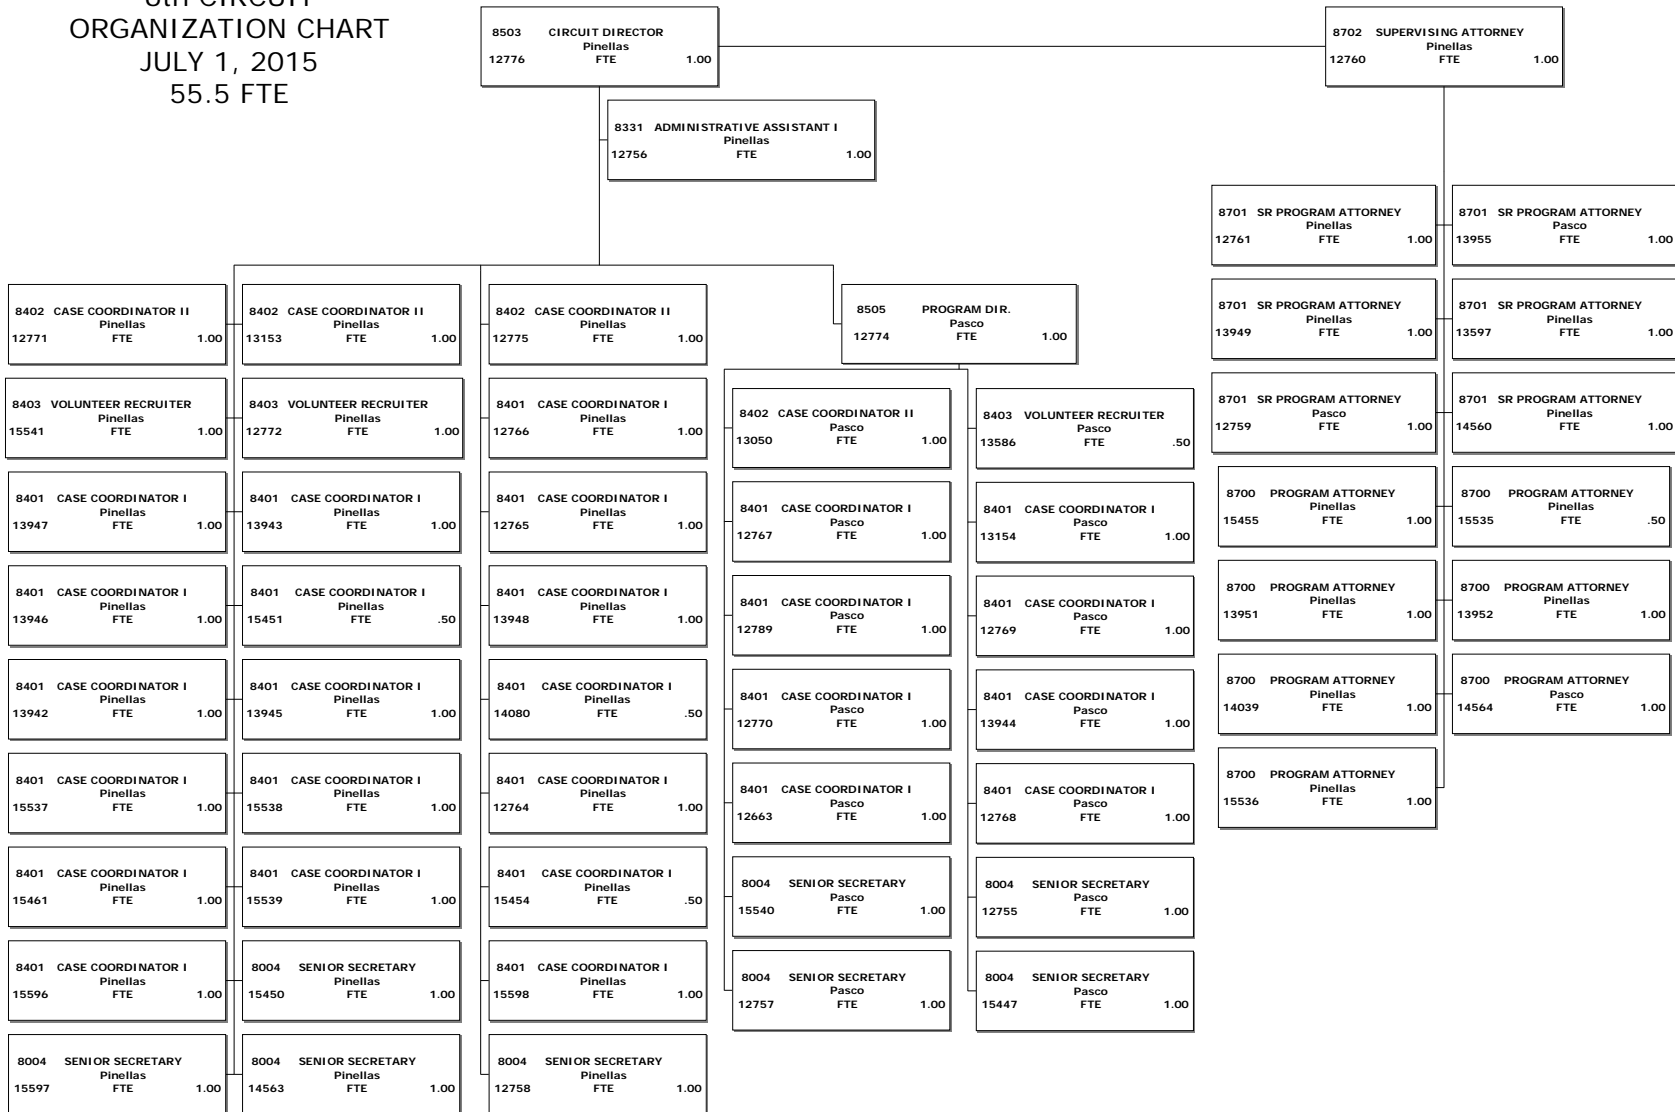 ORGANIZATION CHART
JULY 1, 2015
55.5 FTE
8503 CIRCUIT DIRECTOR
Pinellas
12776 FTE 1.00
8702 SUPERVISING ATTORNEY
Pinellas
12760 FTE 1.00
8331 ADMINISTRATIVE ASSISTANT I
Pinellas
12756 FTE 1.00
8402 CASE COORDINATOR II
Pinellas
12771 FTE 1.00
8403 VOLUNTEER RECRUITER
Pinellas
15541 FTE 1.00
8401 CASE COORDINATOR I
Pinellas
13947 FTE 1.00
8401 CASE COORDINATOR I
Pinellas
13946 FTE 1.00
8401 CASE COORDINATOR I
Pinellas
13942 FTE 1.00
8401 CASE COORDINATOR I
Pinellas
15537 FTE 1.00
8401 CASE COORDINATOR I
Pinellas
15461 FTE 1.00
8401 CASE COORDINATOR I
Pinellas
15596 FTE 1.00
8004 SENIOR SECRETARY
Pinellas
15597 FTE 1.00
8402 CASE COORDINATOR II
Pinellas
13153 FTE 1.00
8403 VOLUNTEER RECRUITER
Pinellas
12772 FTE 1.00
8401 CASE COORDINATOR I
Pinellas
13943 FTE 1.00
8401 CASE COORDINATOR I
Pinellas
15451 FTE .50
8401 CASE COORDINATOR I
Pinellas
13945 FTE 1.00
8401 CASE COORDINATOR I
Pinellas
15538 FTE 1.00
8401 CASE COORDINATOR I
Pinellas
15539 FTE 1.00
8004 SENIOR SECRETARY
Pinellas
15450 FTE 1.00
8004 SENIOR SECRETARY
Pinellas
14563 FTE 1.00
8402 CASE COORDINATOR II
Pinellas
12775 FTE 1.00
8401 CASE COORDINATOR I
Pinellas
12766 FTE 1.00
8401 CASE COORDINATOR I
Pinellas
12765 FTE 1.00
8401 CASE COORDINATOR I
Pinellas
13948 FTE 1.00
8401 CASE COORDINATOR I
Pinellas
14080 FTE .50
8401 CASE COORDINATOR I
Pinellas
12764 FTE 1.00
8401 CASE COORDINATOR I
Pinellas
15454 FTE .50
8401 CASE COORDINATOR I
Pinellas
15598 FTE 1.00
8004 SENIOR SECRETARY
Pinellas
12758 FTE 1.00
8505 PROGRAM DIR.
Pasco
12774 FTE 1.00
8402 CASE COORDINATOR II
Pasco
13050 FTE 1.00
8401 CASE COORDINATOR I
Pasco
12767 FTE 1.00
8401 CASE COORDINATOR I
Pasco
12789 FTE 1.00
8401 CASE COORDINATOR I
Pasco
12770 FTE 1.00
8401 CASE COORDINATOR I
Pasco
12663 FTE 1.00
8004 SENIOR SECRETARY
Pasco
15540 FTE 1.00
8004 SENIOR SECRETARY
Pasco
12757 FTE 1.00
8403 VOLUNTEER RECRUITER
Pasco
13586 FTE .50
8401 CASE COORDINATOR I
Pasco
13154 FTE 1.00
8401 CASE COORDINATOR I
Pasco
12769 FTE 1.00
8401 CASE COORDINATOR I
Pasco
13944 FTE 1.00
8401 CASE COORDINATOR I
Pasco
12768 FTE 1.00
8004 SENIOR SECRETARY
Pasco
12755 FTE 1.00
8004 SENIOR SECRETARY
Pasco
15447 FTE 1.00
8701 SR PROGRAM ATTORNEY
Pinellas
12761 FTE 1.00
8701 SR PROGRAM ATTORNEY
Pinellas
13949 FTE 1.00
8701 SR PROGRAM ATTORNEY
Pasco
12759 FTE 1.00
8700 PROGRAM ATTORNEY
Pinellas
15455 FTE 1.00
8700 PROGRAM ATTORNEY
Pinellas
13951 FTE 1.00
8700 PROGRAM ATTORNEY
Pinellas
14039 FTE 1.00
8700 PROGRAM ATTORNEY
Pinellas
15536 FTE 1.00
8701 SR PROGRAM ATTORNEY
Pasco
13955 FTE 1.00
8701 SR PROGRAM ATTORNEY
Pinellas
13597 FTE 1.00
8701 SR PROGRAM ATTORNEY
Pinellas
14560 FTE 1.00
8700 PROGRAM ATTORNEY
Pinellas
15535 FTE .50
8700 PROGRAM ATTORNEY
Pinellas
13952 FTE 1.00
8700 PROGRAM ATTORNEY
Pasco
14564 FTE 1.00